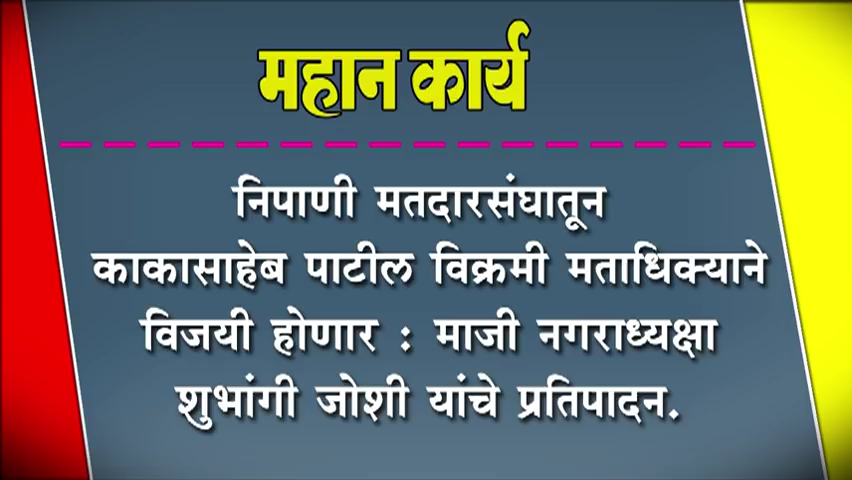 महान कार्य
निपाणी मतदारसंघातून
काकासाहेब पाटील विक्रमी मताधिक्याने
विजयी होणार : माजी नगराध्यक्षा
शुभांगी जोशी यांचे प्रतिपादन.